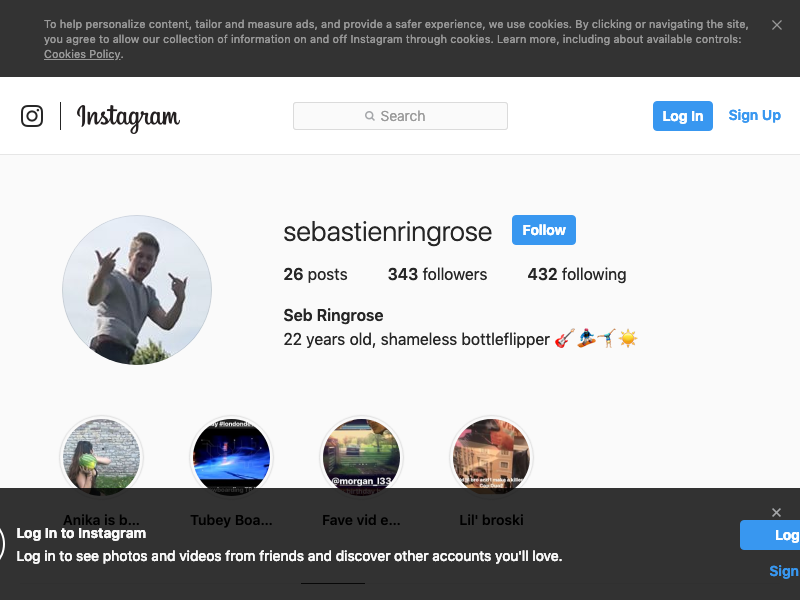 To help personalize content, tailor and measure ads, and provide a safer experience, we use cookies. By clicking or navigating the site,
you agree to allow our collection of information on and off Instagram through cookies. Learn more, including about available controls:
Cookies Policy.
Instagram
Search
Log In
Sign Up
sebastienringrose
Follow
26 posts
343 followers
432 following
Seb Ringrose
22 years old, shameless bottleflipper 🎸🏂🤸☀️
@morgan_l33
Anika is b...
Tubey Boa...
Fave vid e...
Lil' broski
Log In to Instagram
Log in to see photos and videos from friends and discover other accounts you'll love.
Log
Sign